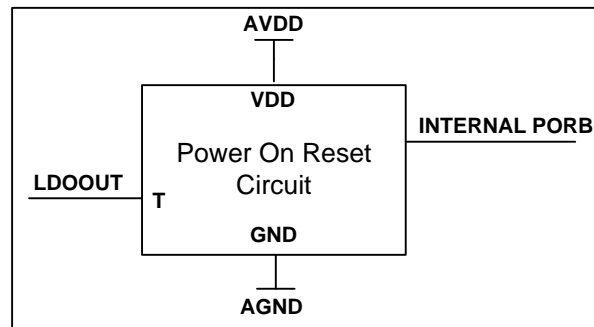 AVDD
VDD
INTERNAL PORB
Power On Reset
Circuit
LDOOUT
T
GND
AGND